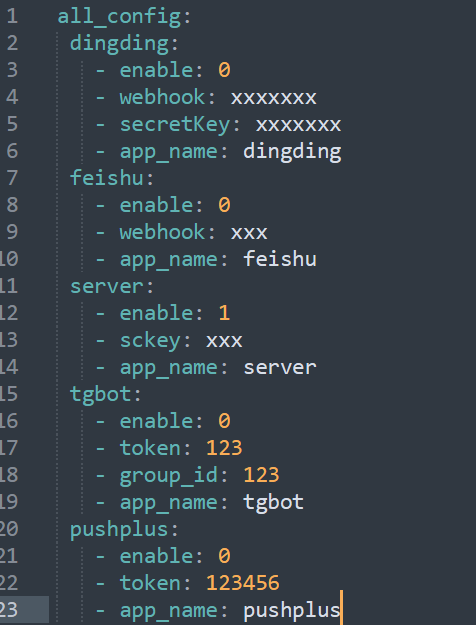 1 all_config:
2 dingding:
3 - enable: 0
4 - webhook: xxxxxxx
5 - secretKey: xxxxxxx
6 - app_name: dingding
7 feishu:
8 - enable: 0
9 - webhook: xxx
10 - app_name: feishu
11 server:
12 - enable: 1
13 - sckey: xxx
14 - app_name: server
15 tgbot:
16 - enable: 0
17 - token: 123
18 - group_id: 123
19 - app_name: tgbot
20 pushplus:
21 - enable: 0
22 - token: 123456
23 - app_name: pushplus